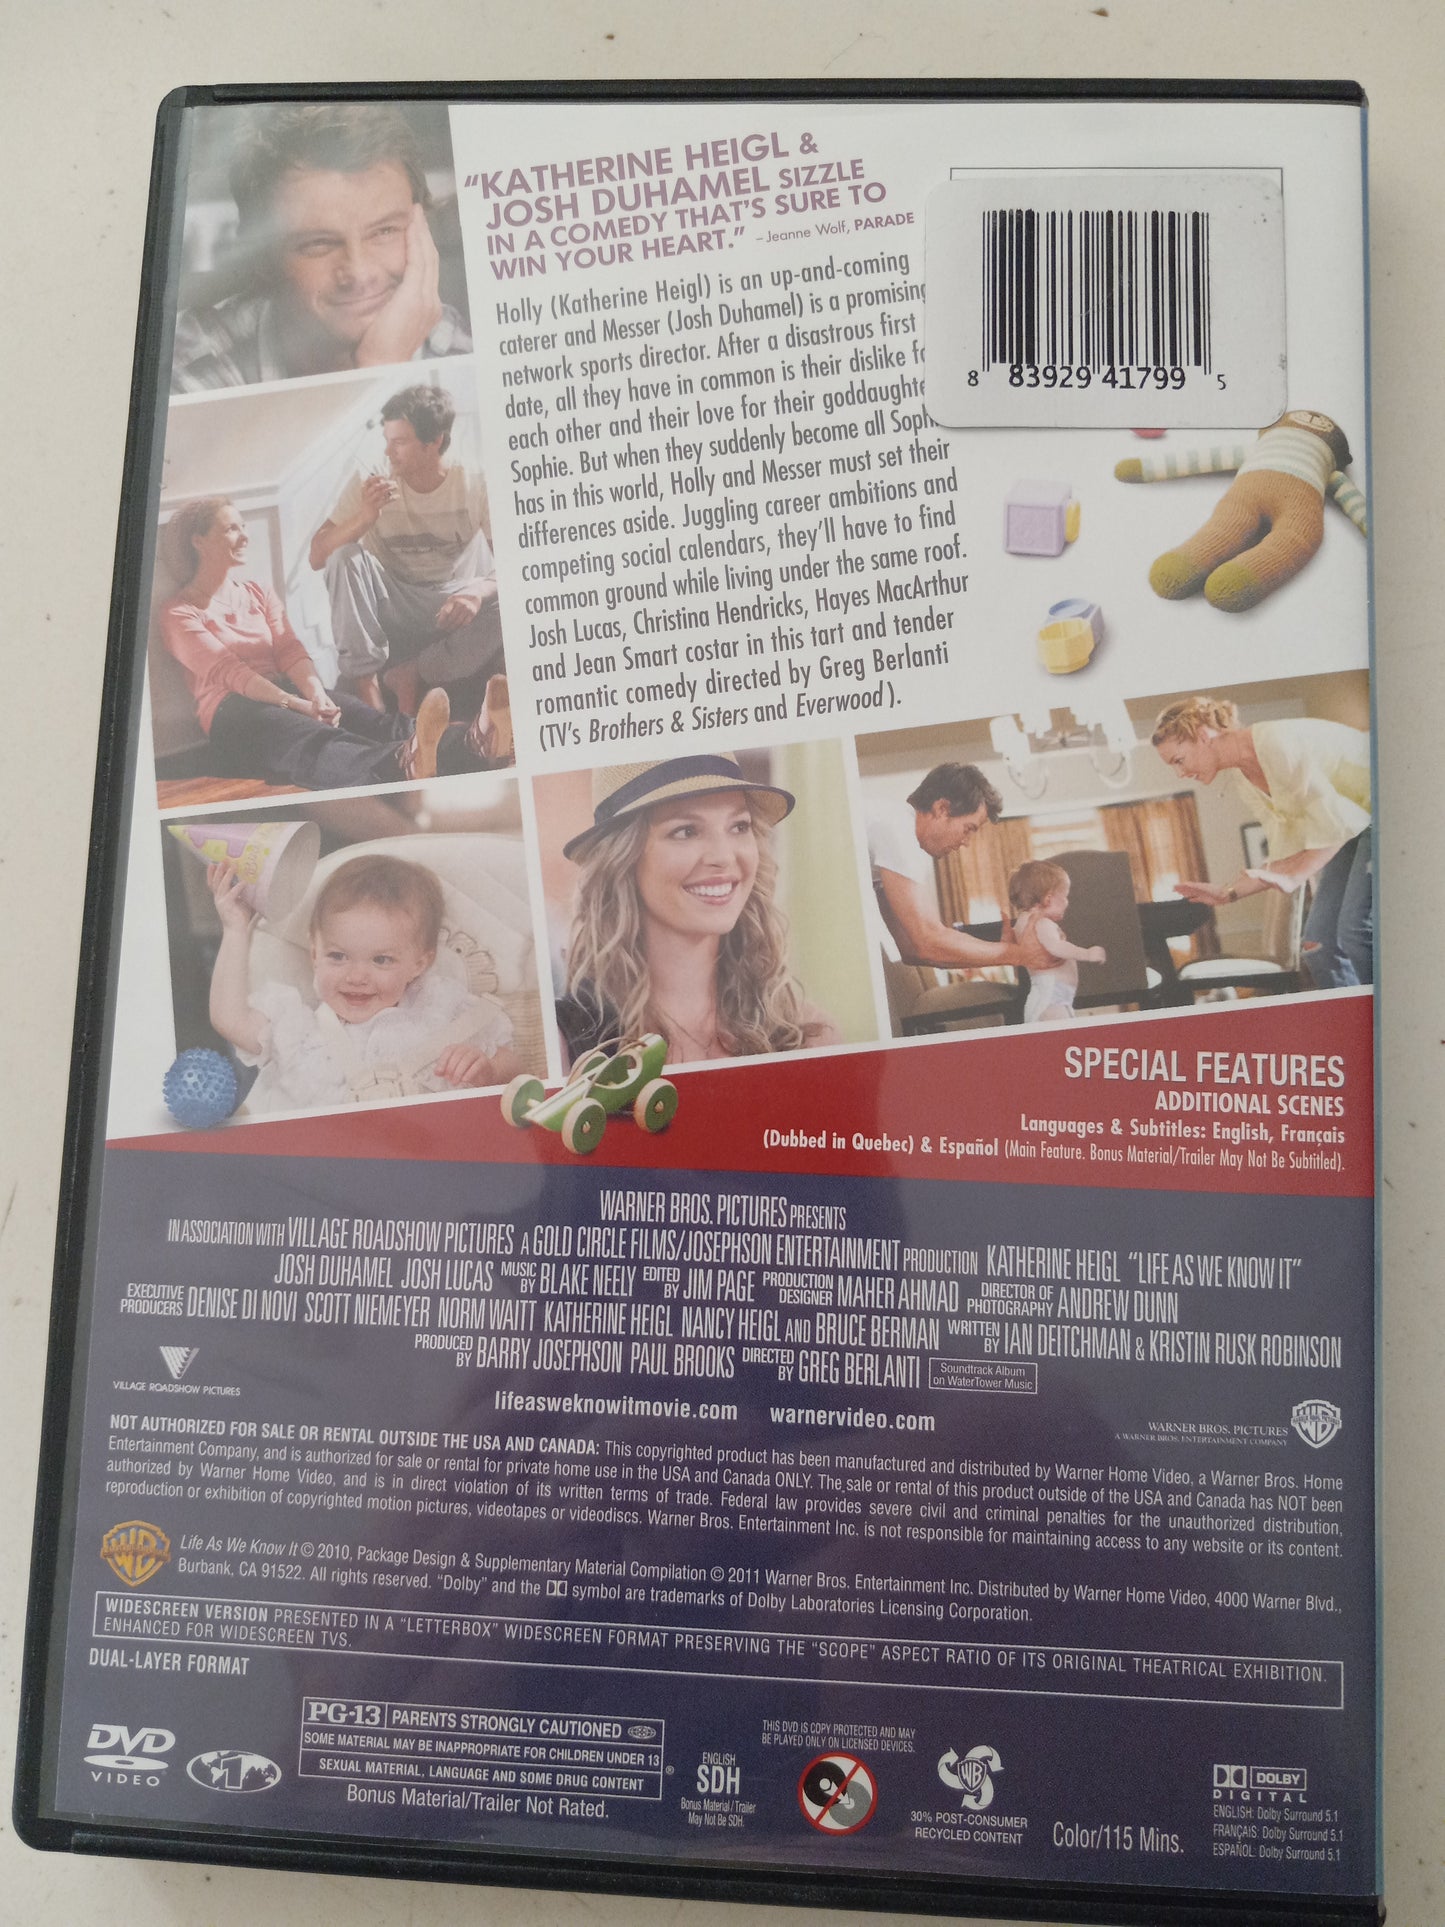 “KATHERINE HEIGL &
JOSH DUHAMEL SIZZLE
IN A COMEDY THAT'S SURE TO
WIN YOUR HEART.” –Jeanne Wolf, PARADE
Holly (Katherine Heigl) is an up-and-coming
caterer and Messer (Josh Duhamel) is a promising
network sports director. After a disastrous first
date, all they have in common is their dislike
each other and their love for their
Sophie. But when they suddenly become all
has in this world, Holly and Messer must set their
differences aside. Juggling career ambitions and
competing social calendars, they'll have to find
common ground while living under the same roof.
Josh Lucas, Christina Hendricks, Hayes MacArthur
and Jean Smart costar in this tart and tender
romantic comedy directed by Greg Berlanti
(TV's Brothers & Sisters and Everwood).
8 83929 41799 5
SPECIAL FEATURES
ADDITIONAL SCENES
Languages & Subtitles: English, Français
(Dubbed in Quebec) & Español (Main Feature. Bonus Material/Trailer May Not Be Subtitled).
WARNER BROS. PICTURES PRESENTS
IN ASSOCIATION WITH VILLAGE ROADSHOW PICTURES A GOLD CIRCLE FILMS/JOSEPHSON ENTERTAINMENT PRODUCTION KATHERINE HEIGL “LIFE AS WE KNOW IT”
JOSH DUHAMEL JOSH LUCAS MUSIC BY BLAKE NEELY EDITED BY JIM PAGE PRODUCTION DESIGNER MAHER AHMAD DIRECTOR OF PHOTOGRAPHY ANDREW DUNN
EXECUTIVE PRODUCERS DENISE DI NOVI SCOTT NIEMEYER NORM WAITT KATHERINE HEIGL NANCY HEIGL AND BRUCE BERMAN WRITTEN BY IAN DEITCHMAN & KRISTIN RUSK ROBINSON
PRODUCED BY BARRY JOSEPHSON PAUL BROOKS DIRECTED BY GREG BERLANTI
Soundtrack Album
on WaterTower Music
VILLAGE ROADSHOW PICTURES
lifeasweknowitmovie.com warnervideo.com
WARNER BROS. PICTURES
A WARNER BROS. ENTERTAINMENT COMPANY
NOT AUTHORIZED FOR SALE OR RENTAL OUTSIDE THE USA AND CANADA: This copyrighted product has been manufactured and distributed by Warner Home Video, a Warner Bros. Home
Entertainment Company, and is authorized for sale or rental for private home use in the USA and Canada ONLY. The sale or rental of this product outside of the USA and Canada has NOT been
authorized by Warner Home Video, and is in direct violation of its written terms of trade. Federal law provides severe civil and criminal penalties for the unauthorized distribution,
reproduction or exhibition of copyrighted motion pictures, videotapes or videodiscs. Warner Bros. Entertainment Inc. is not responsible for maintaining access to any website or its content.
WB
Life As We Know It © 2010, Package Design & Supplementary Material Compilation © 2011 Warner Bros. Entertainment Inc. Distributed by Warner Home Video, 4000 Warner Blvd.,
Burbank, CA 91522. All rights reserved. “Dolby” and the symbol are trademarks of Dolby Laboratories Licensing Corporation.
WIDESCREEN VERSION PRESENTED IN A “LETTERBOX” WIDESCREEN FORMAT PRESERVING THE “SCOPE” ASPECT RATIO OF ITS ORIGINAL THEATRICAL EXHIBITION.
ENHANCED FOR WIDESCREEN TVS.
DUAL-LAYER FORMAT
DVD
VIDEO
1
PG-13 PARENTS STRONGLY CAUTIONED
SOME MATERIAL MAY BE INAPPROPRIATE FOR CHILDREN UNDER 13
SEXUAL MATERIAL, LANGUAGE AND SOME DRUG CONTENT ®
Bonus Material/Trailer Not Rated.
ENGLISH
SDH
Bonus Material/Trailer
May Not Be SDH.
THIS DVD IS COPY PROTECTED AND MAY
BE PLAYED ONLY ON LICENSED DEVICES.
WB
30% POST-CONSUMER
RECYCLED CONTENT
Color/115 Mins.
DOLBY
DIGITAL
ENGLISH: Dolby Surround 5.1
FRANÇAIS: Dolby Surround 5.1
ESPAÑOL: Dolby Surround 5.1